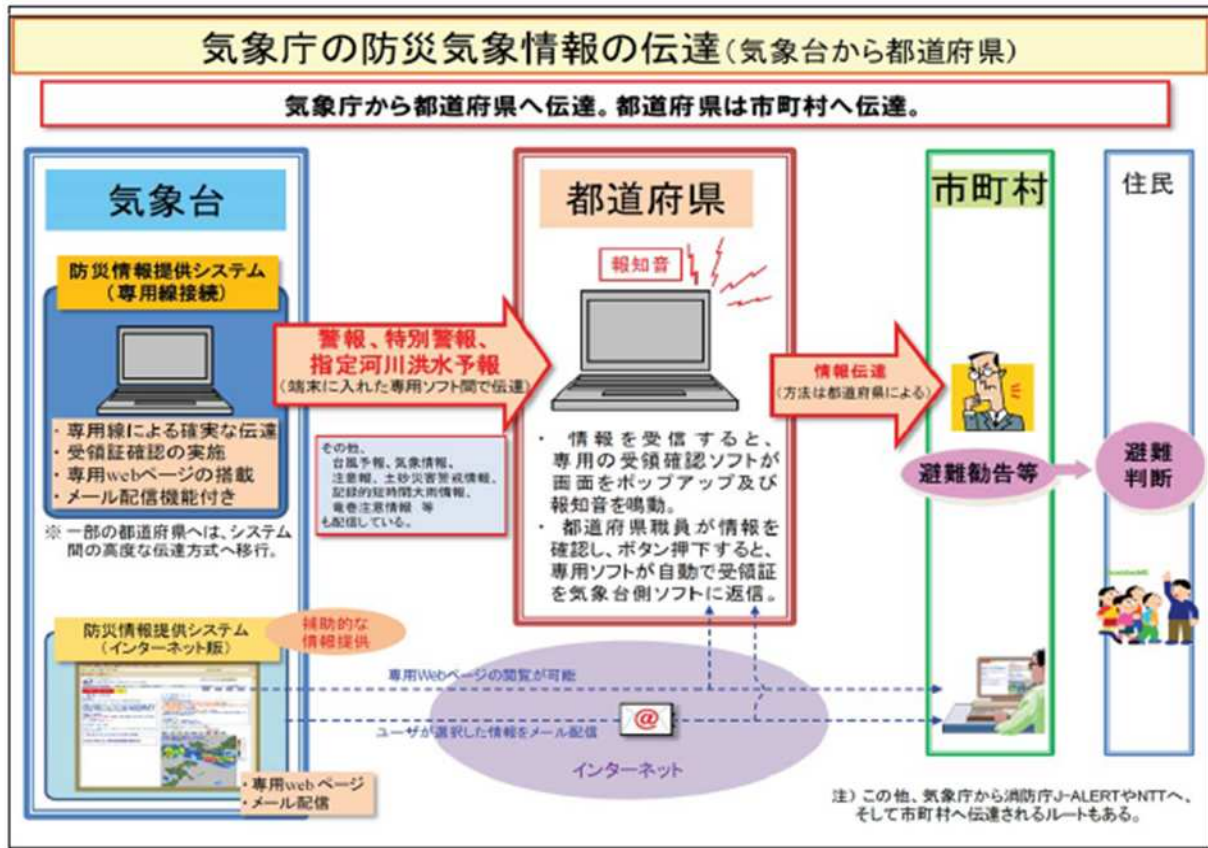 気象庁の防災気象情報の伝達(気象台から都道府県)
気象庁から都道府県へ伝達。都道府県は市町村へ伝達。
気象台
防災情報提供システム
(専用線接続)
・専用線による確実な伝達
・受領証確認の実施
・専用webページの搭載
・メール配信機能付き
※ 一部の都道府県へは、システム
間の高度な伝達方式へ移行。
防災情報提供システム
(インターネット版)
補助的な
情報提供
・専用web ページ
・メール配信
警報、特別警報、
指定河川洪水予報
(端末に入れた専用ソフト間で伝達)
その他、
台風予報、気象情報、
注意報、土砂災害警戒情報、
記録的短時間大雨情報、
竜巻注意情報 等
も配信している。
都道府県
報知音
・ 情報を受信すると、
専用の受領確認ソフトが
画面をポップアップ及び
報知音を鳴動。
・ 都道府県職員が情報を
確認し、ボタン押下すると、
専用ソフトが自動で受領証
を気象台側ソフトに返信。
情報伝達
(方法は都道府県による)
専用Webページの閲覧が可能
@
ユーザが選択した情報をメール配信
インターネット
市町村
避難勧告等
住民
避難
判断
注) この他、気象庁から消防庁J-ALERTやNTTへ、
そして市町村へ伝達されるルートもある。